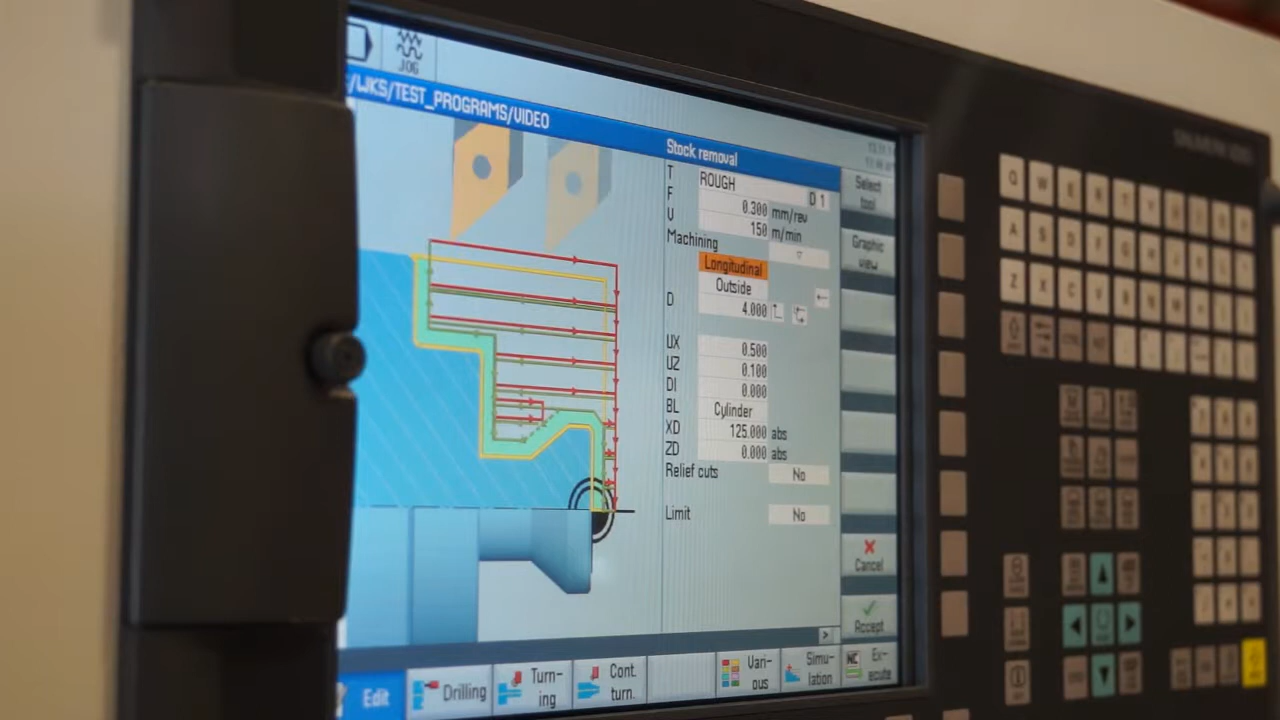 JOG
/WKS/TEST_PROGRAMS/VIDEO
Stock removal
T ROUGH D 1
F 0.300 mm/rev
V 150 m/min
Machining
Longitudinal
Outside
D 4.000
UX 0.500
UZ 0.100
DI 0.000
BL Cylinder
XD 125.000 abs
ZD 0.000 abs
Relief cuts No
Limit No
Select
tool
Graphic
view
Cancel
Accept
Edit
Drilling
Turn-
ing
Cont.
turn.
Vari-
ous
Simu-
lation
NC
Ex-
ecute
Q W E R T Y
A S D F G H
Z X C V B N M